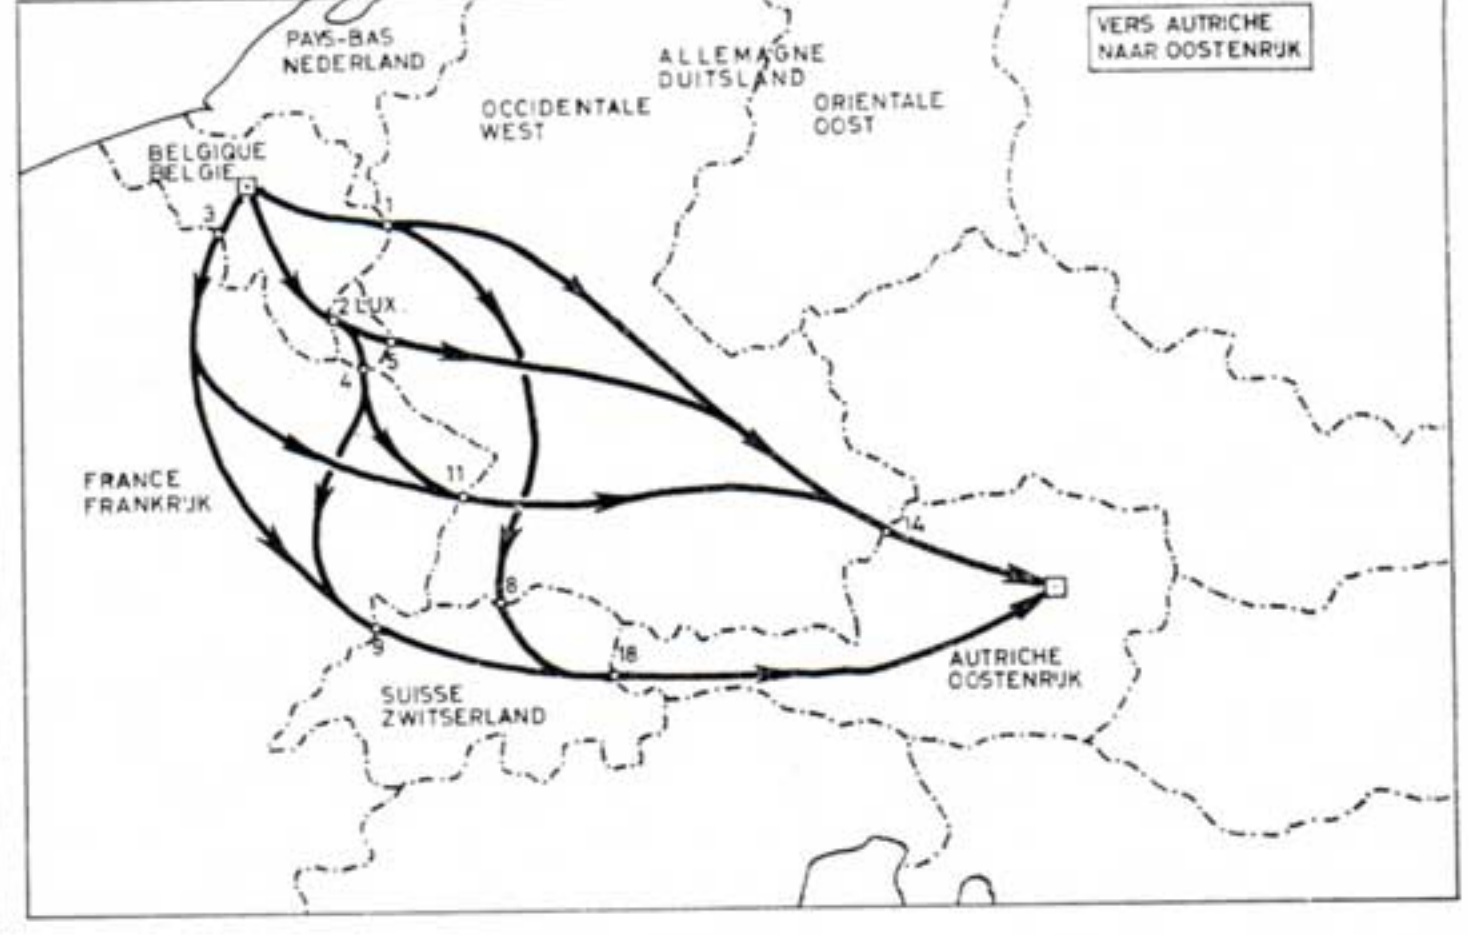 VERS AUTRICHE
NAAR OOSTENRIJK
PAYS-BAS
NEDERLAND
ALLEMAGNE
DUITSLAND
OCCIDENTALE
WEST
ORIENTALE
OOST
BELGIQUE
BELGIE
3
1
2 LUX.
5
4
FRANCE
FRANKRIJK
11
14
8
9
18
AUTRICHE
OOSTENRIJK
SUISSE
ZWITSERLAND